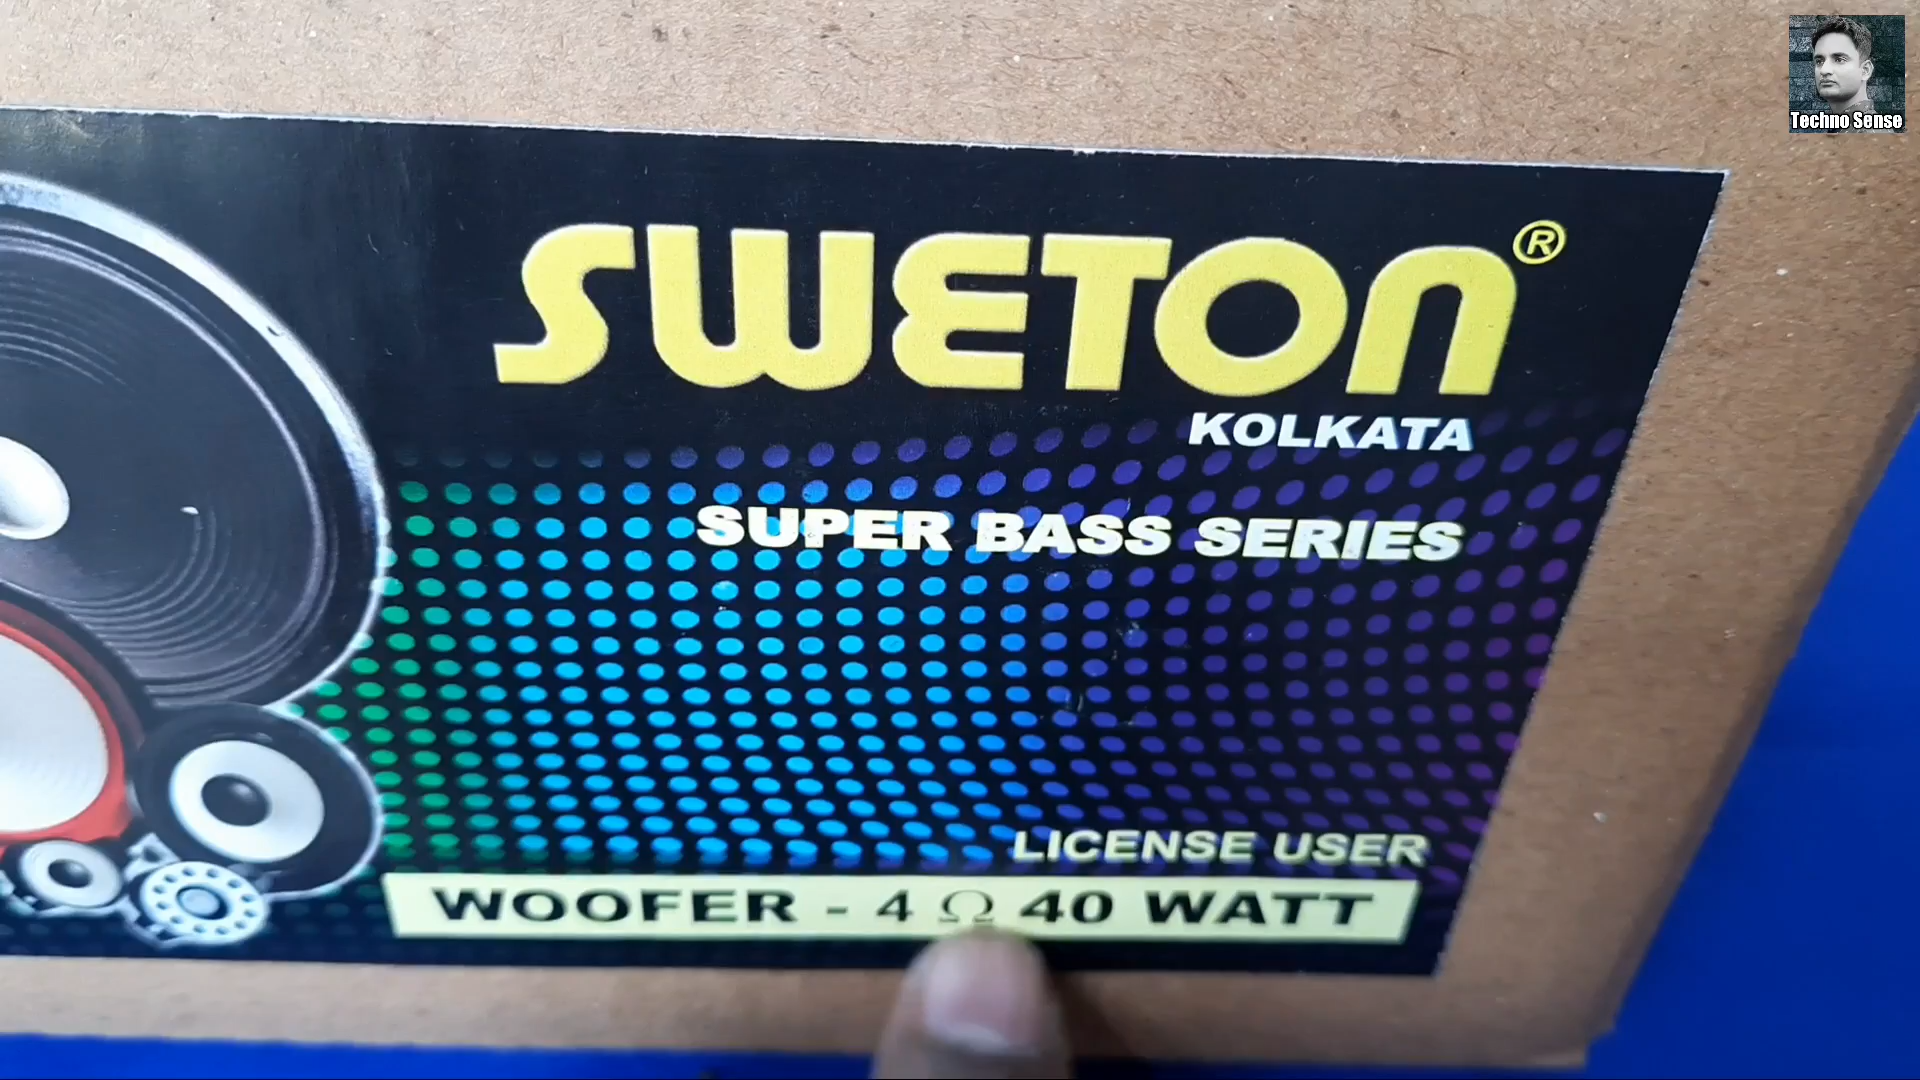 Techno Sense
SWETON®
KOLKATA
SUPER BASS SERIES
LICENSE USER
WOOFER - 4 Ω 40 WATT